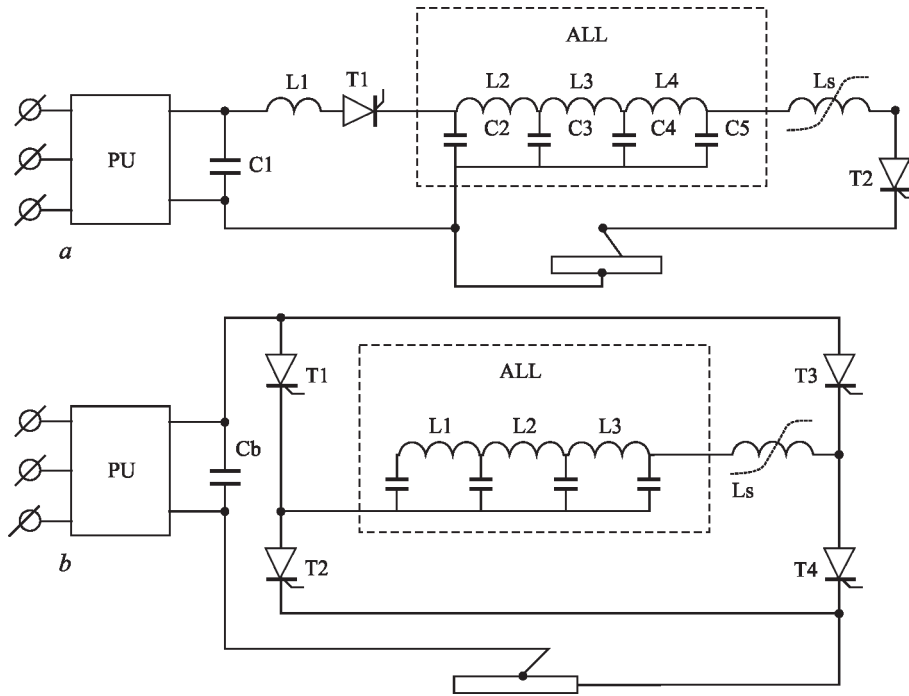 ALL
L1 T1 L2 L3 L4 Ls
PU C1 C2 C3 C4 C5 T2
a
T1 ALL T3
L1 L2 L3
PU Cb Ls
b T2 T4